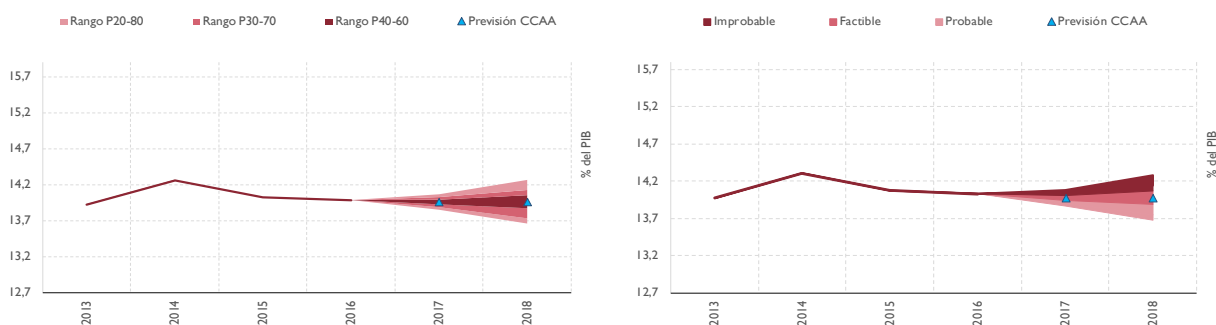 Rango P20-80 Rango P30-70 Rango P40-60 Previsión CCAA
15,7
15,2
14,7
14,2
13,7
13,2
12,7
2013 2014 2015 2016 2017 2018
% del PIB
Improbable Factible Probable Previsión CCAA
15,7
15,2
14,7
14,2
13,7
13,2
12,7
2013 2014 2015 2016 2017 2018
% del PIB